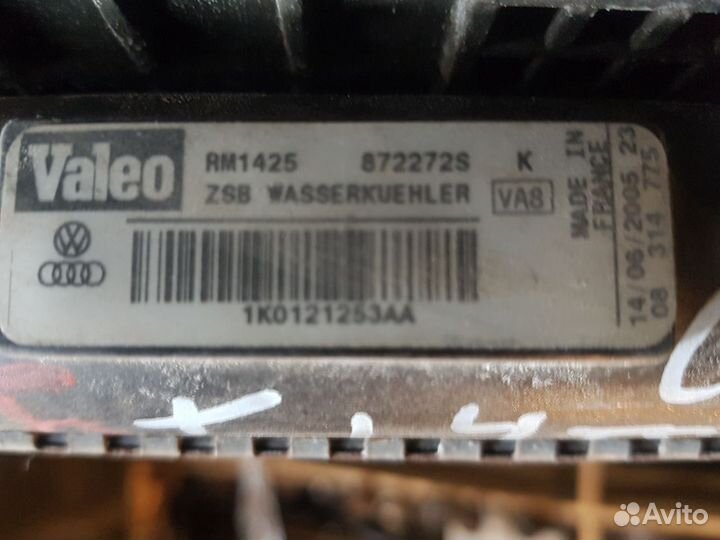 Valeo
RM1425 872272S K
ZSB WASSERKUEHLER VA8
1K0121253AA
MADE IN
FRANCE
14/06/2005 23
08 314 775
Avito